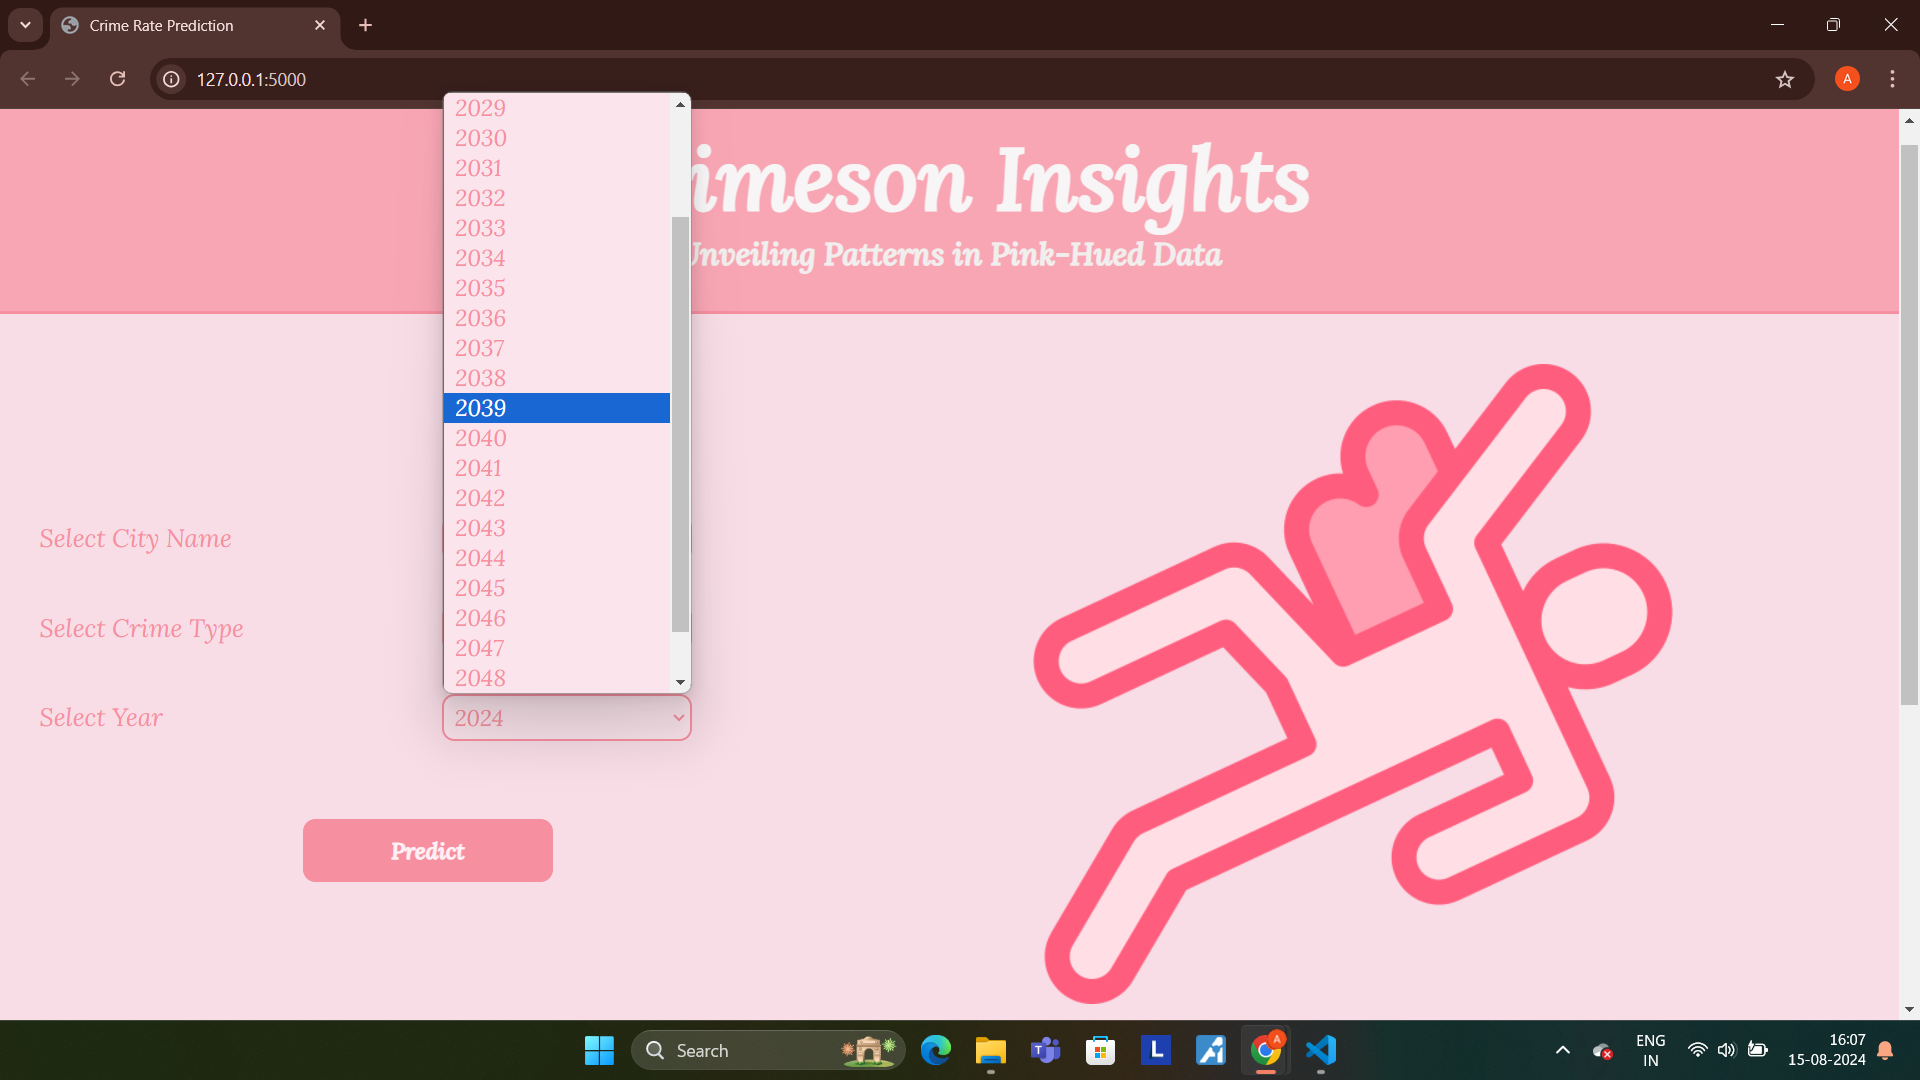 Crime Rate Prediction
127.0.0.1:5000
A
imeson Insights
Unveiling Patterns in Pink-Hued Data
2029
2030
2031
2032
2033
2034
2035
2036
2037
2038
2039
2040
2041
2042
2043
2044
2045
2046
2047
2048
Select City Name
Select Crime Type
Select Year
2024
Predict
Search
T
L
A
ENG
IN
16:07
15-08-2024